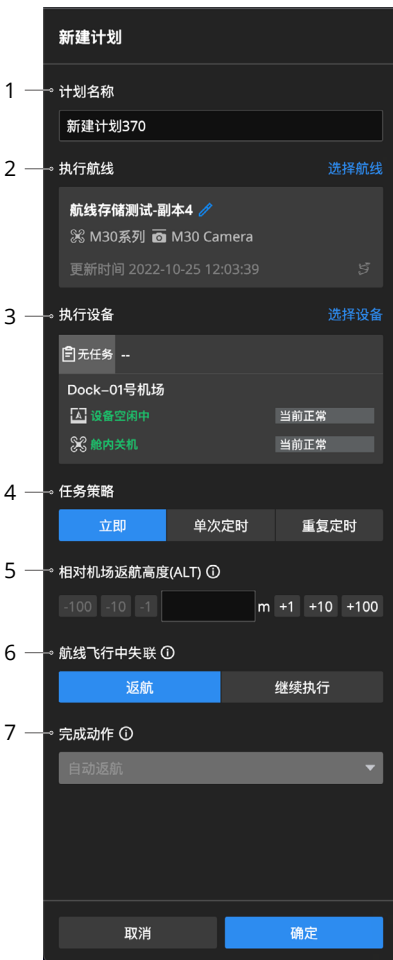 新建计划
1 计划名称
新建计划370
2 执行航线 选择航线
航线存储测试-副本4
M30系列 M30 Camera
更新时间 2022-10-25 12:03:39
3 执行设备 选择设备
无任务 --
Dock-01号机场
设备空闲中 当前正常
舱内关机 当前正常
4 任务策略
立即 单次定时 重复定时
5 相对机场返航高度(ALT)
-100 -10 -1 m +1 +10 +100
6 航线飞行中失联
返航 继续执行
7 完成动作
自动返航
取消 确定